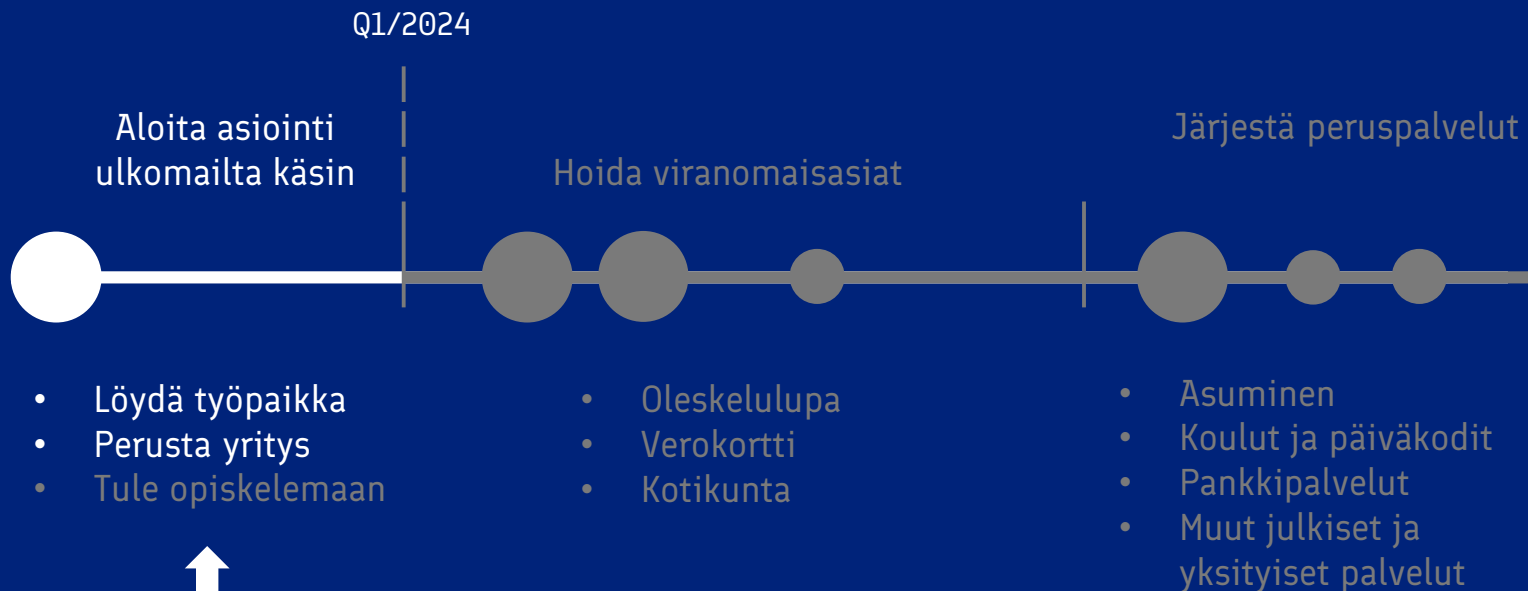 Q1/2024
Aloita asiointi
ulkomailta käsin
Hoida viranomaisasiat
Järjestä peruspalvelut
• Löydä työpaikka
• Perusta yritys
• Tule opiskelemaan
• Oleskelulupa
• Verokortti
• Kotikunta
• Asuminen
• Koulut ja päiväkodit
• Pankkipalvelut
• Muut julkiset ja
yksityiset palvelut